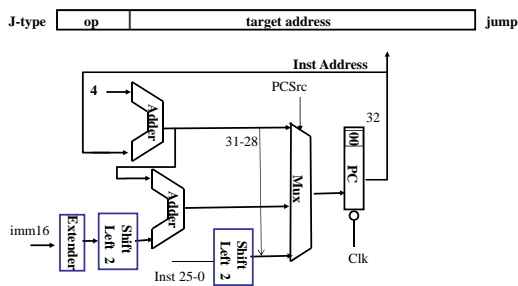 J-type op target address jump
Inst Address
4
PCSrc
Adder
32
31-28
00
PC
Mux
Adder
imm16
Extender
Shift
Left 2
Shift
Left 2
Inst 25-0
Clk